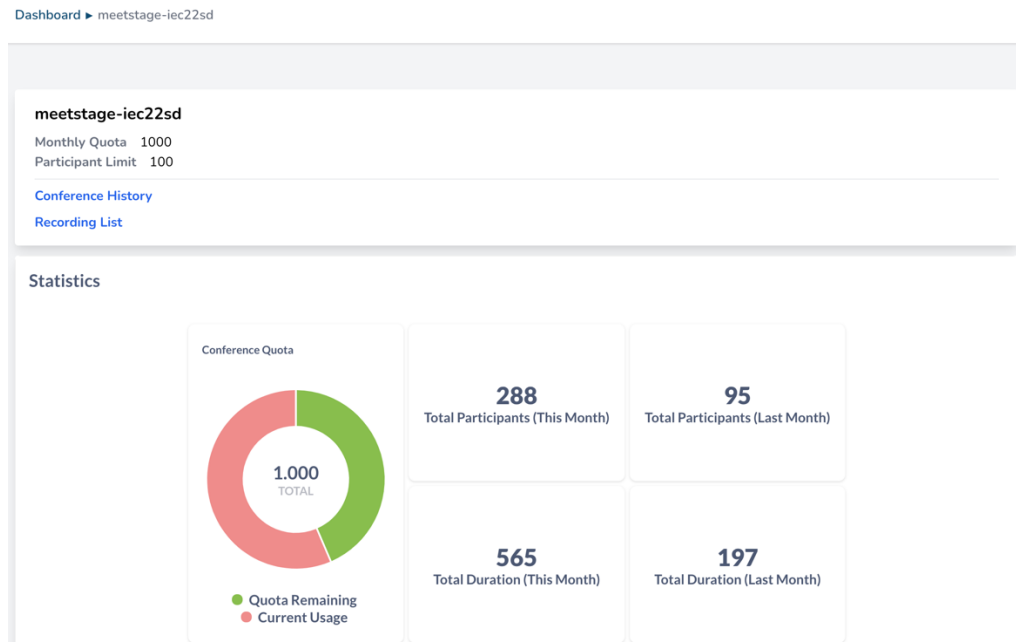 Dashboard ▸ meetstage-iec22sd
meetstage-iec22sd
Monthly Quota 1000
Participant Limit 100
Conference History
Recording List
Statistics
Conference Quota
1.000
TOTAL
Quota Remaining
Current Usage
288
Total Participants (This Month)
95
Total Participants (Last Month)
565
Total Duration (This Month)
197
Total Duration (Last Month)